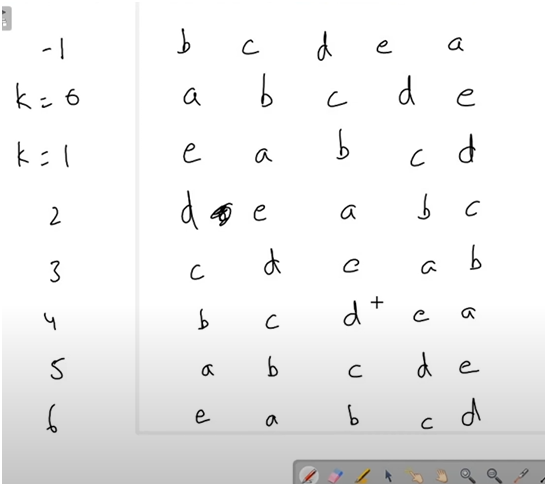 -1 b c d e a
k = 0 a b c d e
k = 1 e a b c d
2 d e a b c
3 c d e a b
4 b c d e a
5 a b c d e
6 e a b c d